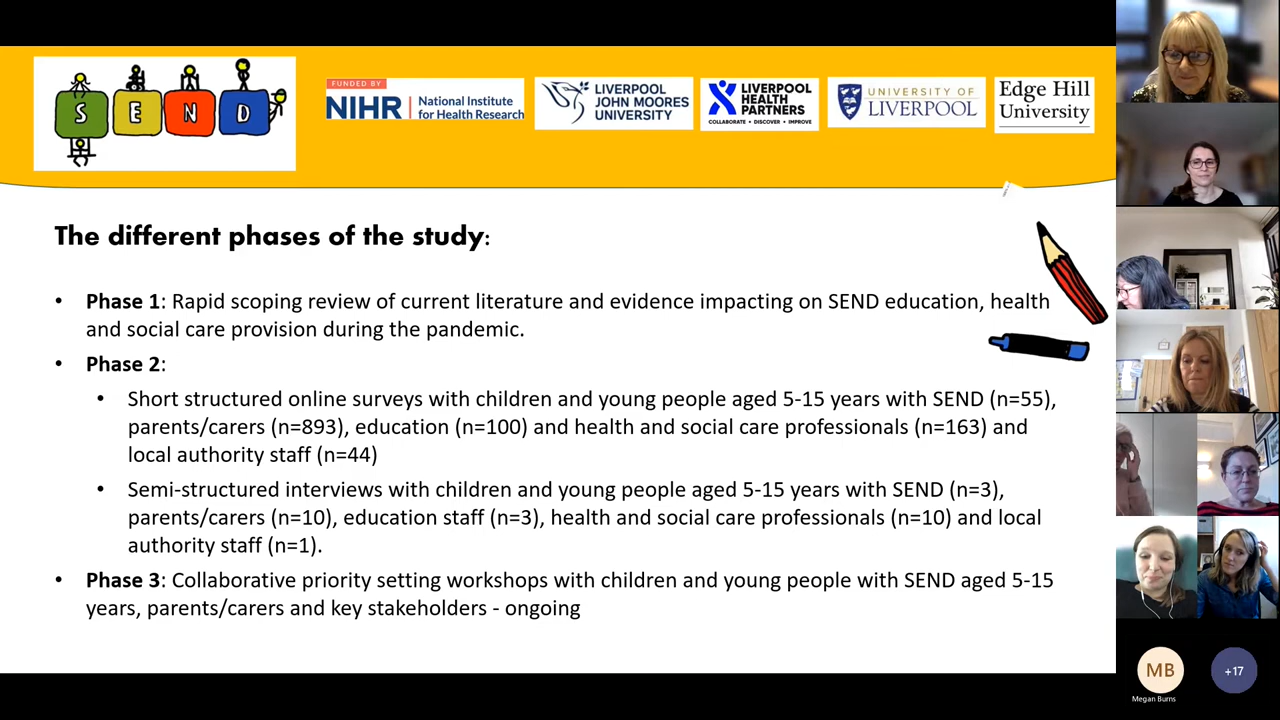 S E N D
FUNDED BY
NIHR | National Institute
for Health Research
LIVERPOOL
JOHN MOORES
UNIVERSITY
LIVERPOOL
HEALTH
PARTNERS
COLLABORATE • DISCOVER • IMPROVE
UNIVERSITY OF
LIVERPOOL
Edge Hill
University
The different phases of the study:
• Phase 1: Rapid scoping review of current literature and evidence impacting on SEND education, health
and social care provision during the pandemic.
• Phase 2:
• Short structured online surveys with children and young people aged 5-15 years with SEND (n=55),
parents/carers (n=893), education (n=100) and health and social care professionals (n=163) and
local authority staff (n=44)
• Semi-structured interviews with children and young people aged 5-15 years with SEND (n=3),
parents/carers (n=10), education staff (n=3), health and social care professionals (n=10) and local
authority staff (n=1).
• Phase 3: Collaborative priority setting workshops with children and young people with SEND aged 5-15
years, parents/carers and key stakeholders - ongoing
MB
+17
Megan Burns